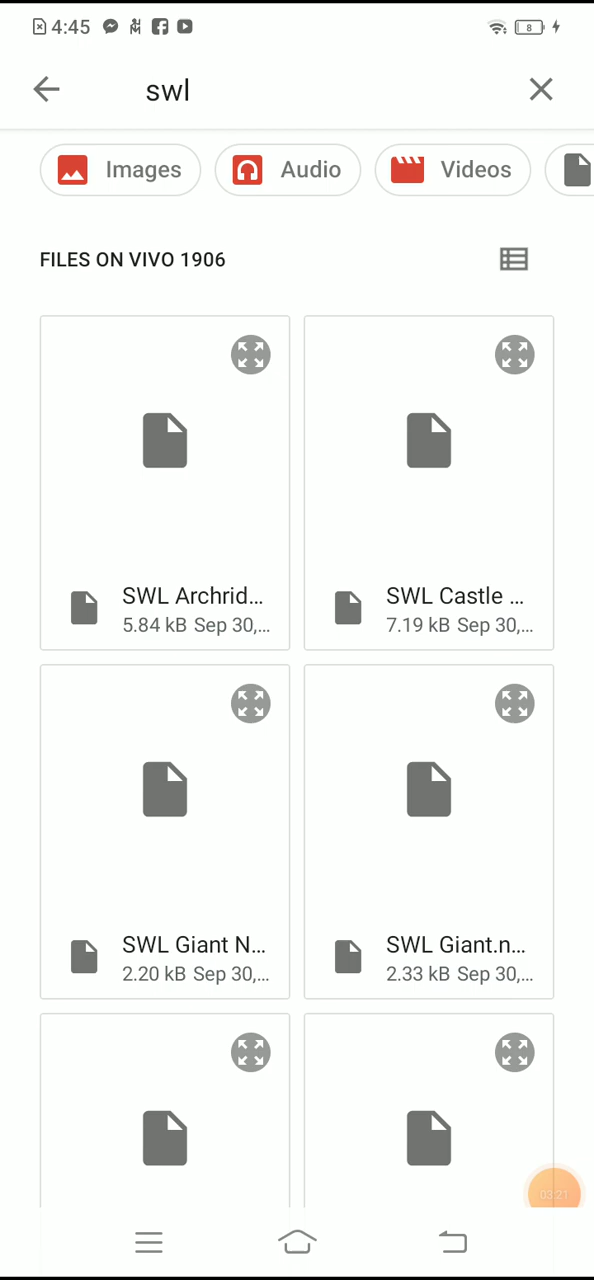 4:45
8
swl
Images
Audio
Videos
FILES ON VIVO 1906
SWL Archrid...
5.84 kB Sep 30,...
SWL Castle ...
7.19 kB Sep 30,...
SWL Giant N...
2.20 kB Sep 30,...
SWL Giant.n...
2.33 kB Sep 30,...
03:21